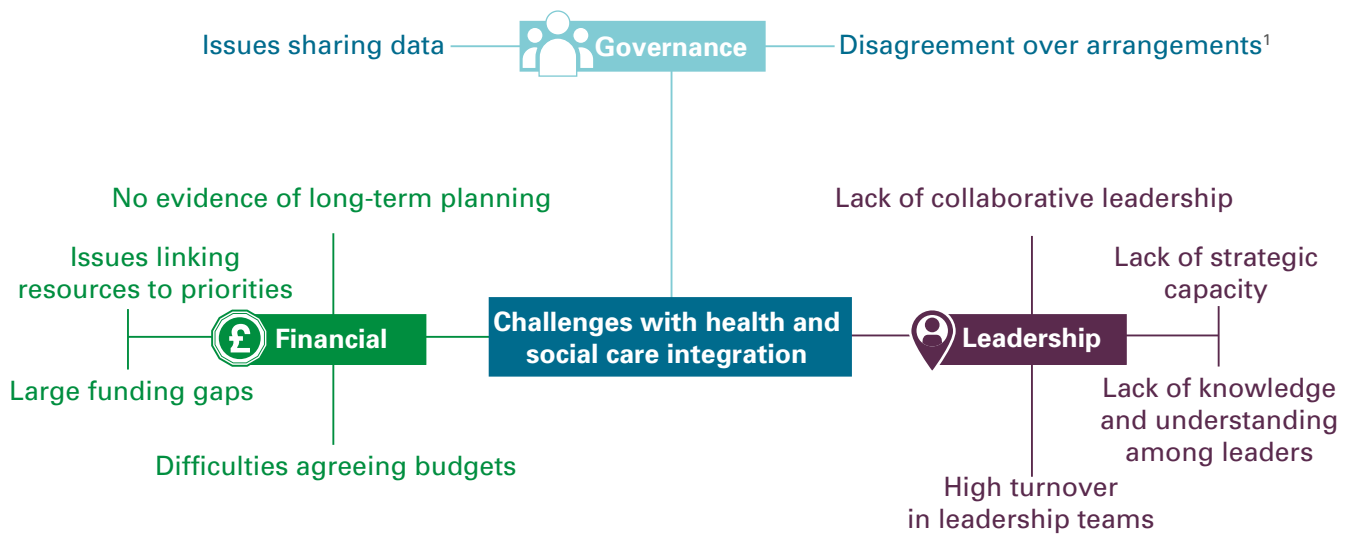 Issues sharing data
Governance
Disagreement over arrangements¹
No evidence of long-term planning
Issues linking
resources to priorities
£
Financial
Large funding gaps
Difficulties agreeing budgets
Challenges with health and
social care integration
Lack of collaborative leadership
Lack of strategic
capacity
Leadership
Lack of knowledge
and understanding
among leaders
High turnover
in leadership teams